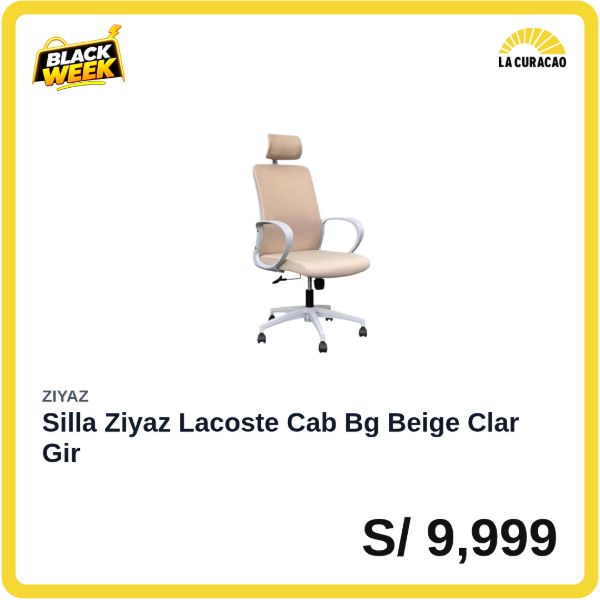 BLACK
WEEK
LA CURACAO
ZIYAZ
Silla Ziyaz Lacoste Cab Bg Beige Clar
Gir
S/ 9,999